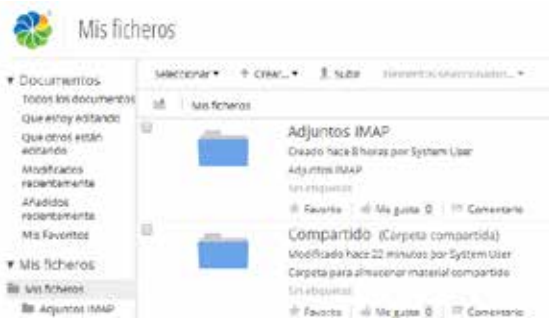 Mis ficheros
Documentos
Todos los documentos
Que estoy editando
Que otros están
editando
Modificados
recientemente
Añadidos
recientemente
Mis Favoritos
Mis ficheros
Mis ficheros
Adjuntos IMAP
Seleccionar Crear... Subir Elementos seleccionados...
Mis ficheros
Adjuntos IMAP
Creado hace 8 horas por System User
Adjuntos IMAP
Sin etiquetas
Favorito Me gusta 0 Comentario
Compartido (Carpeta compartida)
Modificado hace 22 minutos por System User
Carpeta para almacenar material compartido
Sin etiquetas
Favorito Me gusta 0 Comentario